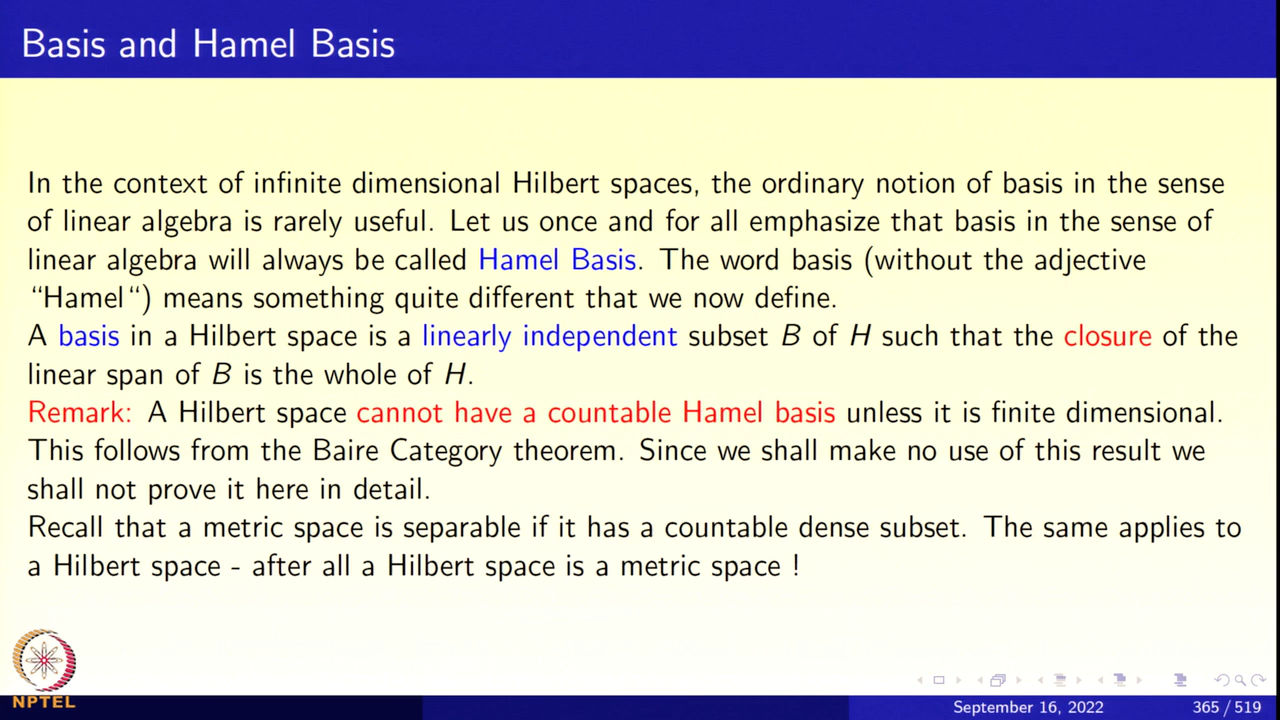 Basis and Hamel Basis
In the context of infinite dimensional Hilbert spaces, the ordinary notion of basis in the sense
of linear algebra is rarely useful. Let us once and for all emphasize that basis in the sense of
linear algebra will always be called Hamel Basis. The word basis (without the adjective
“Hamel“) means something quite different that we now define.
A basis in a Hilbert space is a linearly independent subset B of H such that the closure of the
linear span of B is the whole of H.
Remark: A Hilbert space cannot have a countable Hamel basis unless it is finite dimensional.
This follows from the Baire Category theorem. Since we shall make no use of this result we
shall not prove it here in detail.
Recall that a metric space is separable if it has a countable dense subset. The same applies to
a Hilbert space - after all a Hilbert space is a metric space !
NPTEL
September 16, 2022 365 / 519